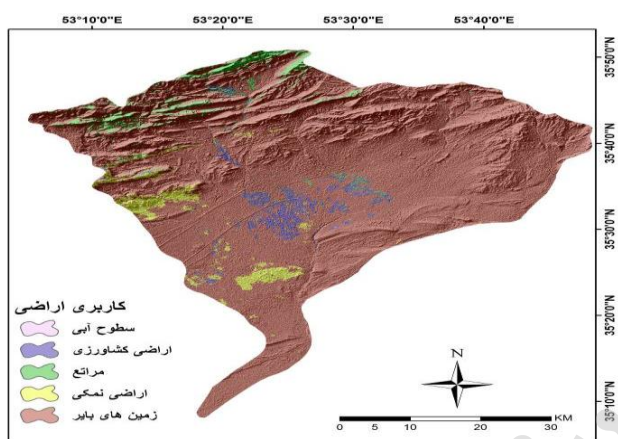 53°10'0"E 53°20'0"E 53°30'0"E 53°40'0"E
35°50'0"N
35°40'0"N
35°30'0"N
35°20'0"N
35°10'0"N
کاربری اراضی
سطوح آبی
اراضی کشاورزی
مراتع
اراضی نمکی
زمین های بایر
N
0 5 10 20 30 KM